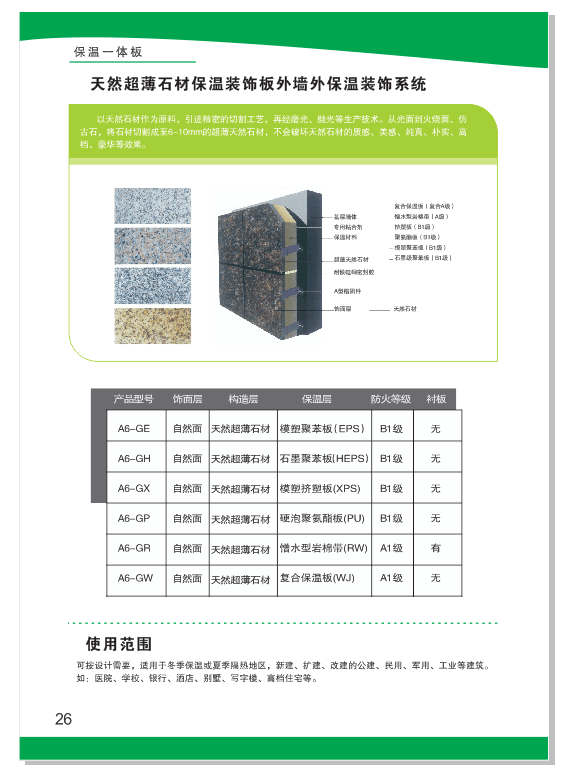 保温一体板
天然超薄石材保温装饰板外墙外保温装饰系统
以天然石材作为原料，引进精密的切割工艺，再经磨光、抛光等生产技术。从光面到火烧面、仿
古石，将石材切割成至6-10mm的超薄天然石材，不会破坏天然石材的质感、美感、纯真、朴实、高
档、豪华等效果。
基层墙体
专用粘合剂
保温材料
超薄天然石材
耐候硅酮密封胶
A型锚固件
饰面层
天然石材
复合保温板（复合A级）
憎水型岩棉带（A级）
挤塑板（B1级）
聚氨酯板（B1级）
模塑聚苯板（B1级）
石墨级聚苯板（B1级）
产品型号 饰面层 构造层 保温层 防火等级 衬板
A6-GE 自然面 天然超薄石材 模塑聚苯板(EPS) B1级 无
A6-GH 自然面 天然超薄石材 石墨聚苯板(HEPS) B1级 无
A6-GX 自然面 天然超薄石材 模塑挤塑板(XPS) B1级 无
A6-GP 自然面 天然超薄石材 硬泡聚氨酯板(PU) B1级 无
A6-GR 自然面 天然超薄石材 憎水型岩棉带(RW) A1级 有
A6-GW 自然面 天然超薄石材 复合保温板(WJ) A1级 无
使用范围
可按设计需要，适用于冬季保温或夏季隔热地区，新建、扩建、改建的公建、民用、军用、工业等建筑。
如：医院、学校、银行、酒店、别墅、写字楼、高档住宅等。
26